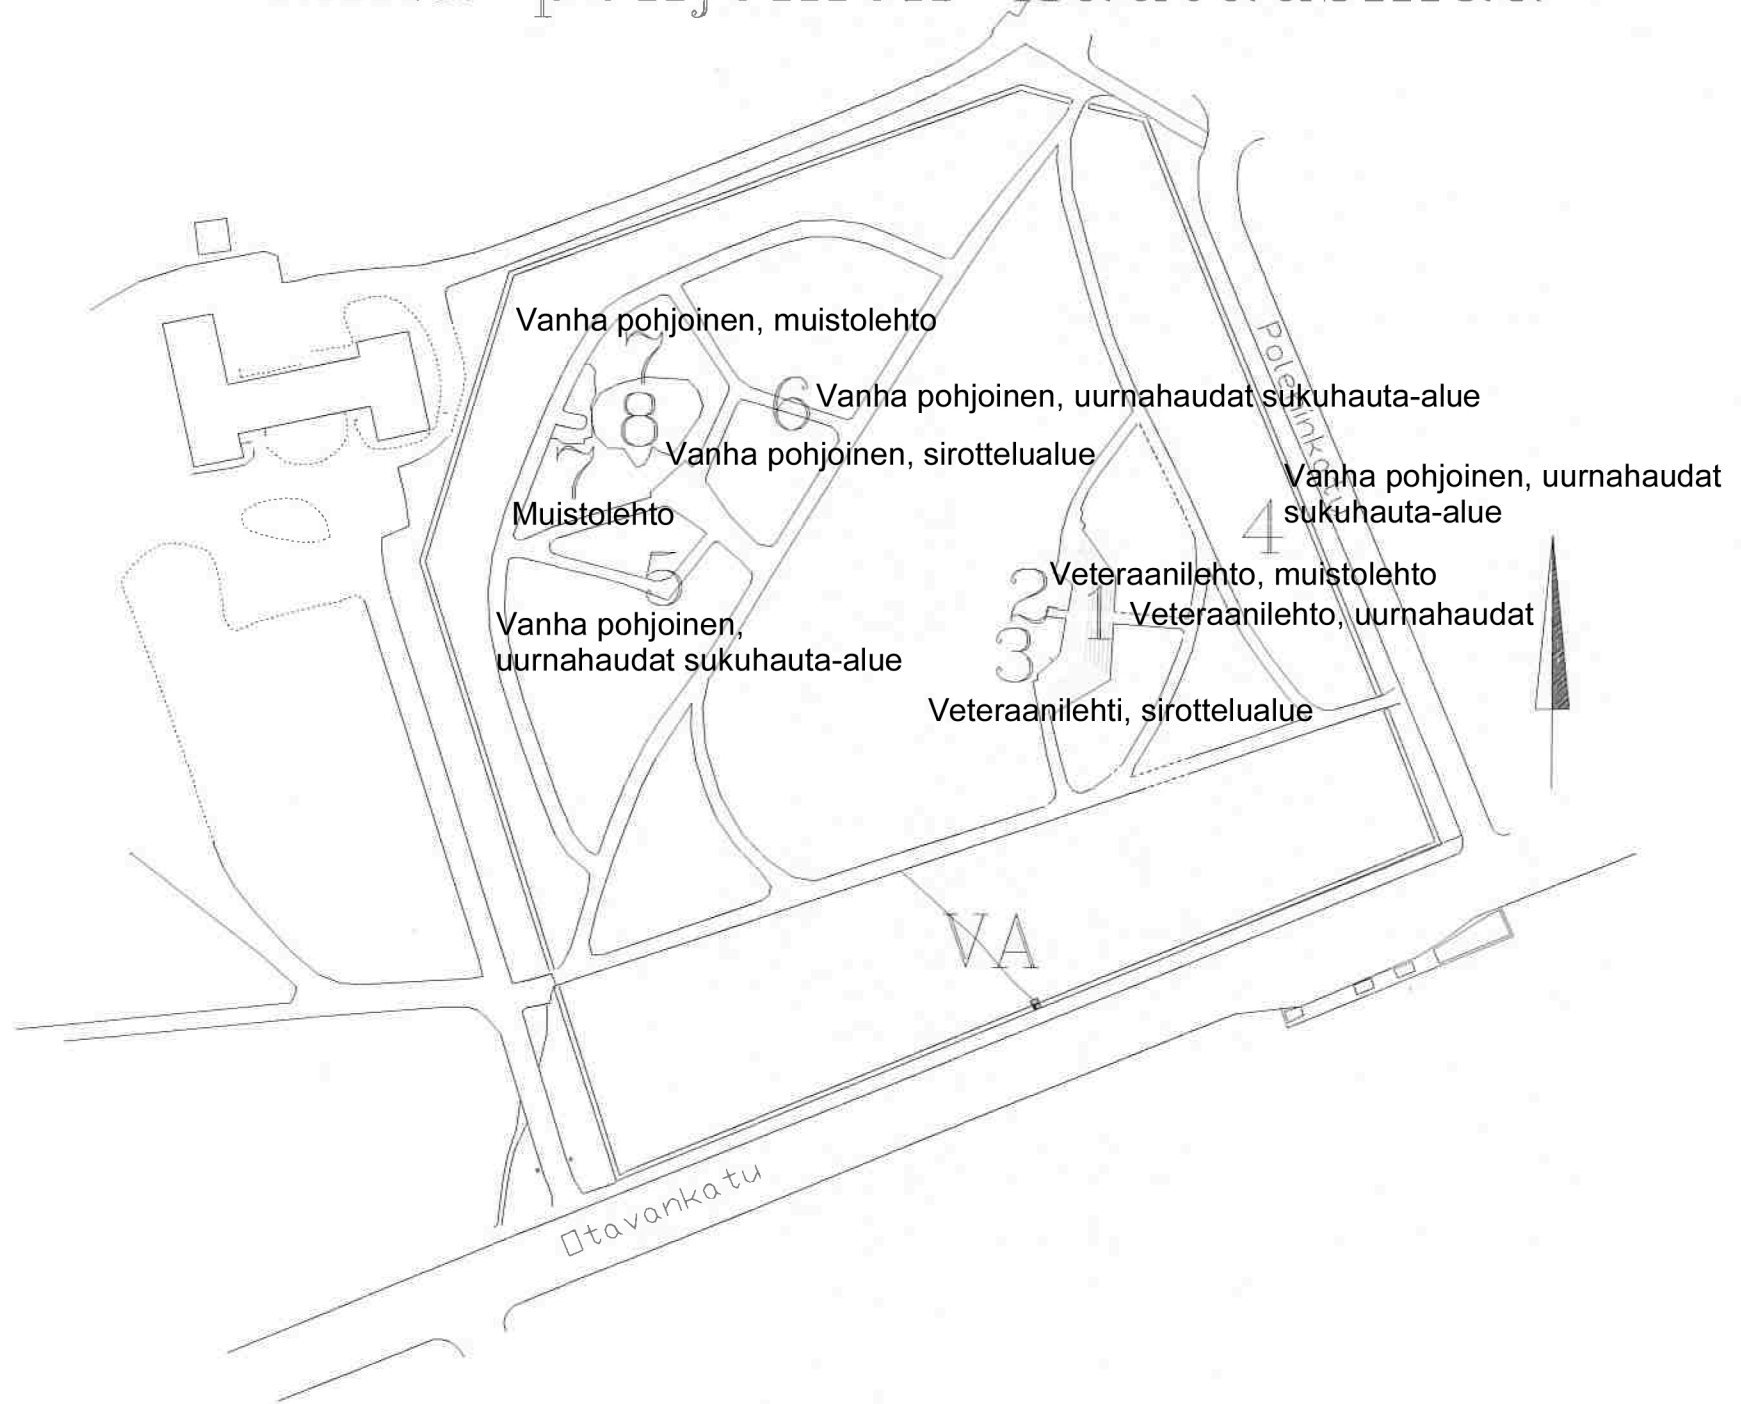 Vanha pohjoinen, muistolehto
7
6
Vanha pohjoinen, uurnahaudat sukuhauta-alue
8
Vanha pohjoinen, sirottelualue
7
Vanha pohjoinen, uurnahaudat
sukuhauta-alue
4
Muistolehto
5
2
Veteraanilehto, muistolehto
1
Veteraanilehto, uurnahaudat
Vanha pohjoinen,
uurnahaudat sukuhauta-alue
3
Veteraanilehti, sirottelualue
VA